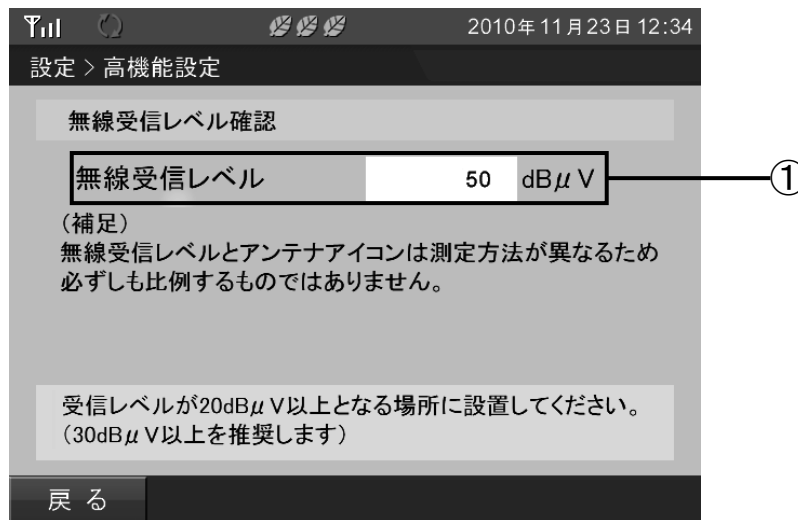 2010年11月23日 12:34
設定 > 高機能設定
無線受信レベル確認
無線受信レベル 50 dBμV ①
(補足)
無線受信レベルとアンテナアイコンは測定方法が異なるため
必ずしも比例するものではありません。
受信レベルが20dBμV以上となる場所に設置してください。
(30dBμV以上を推奨します)
戻る